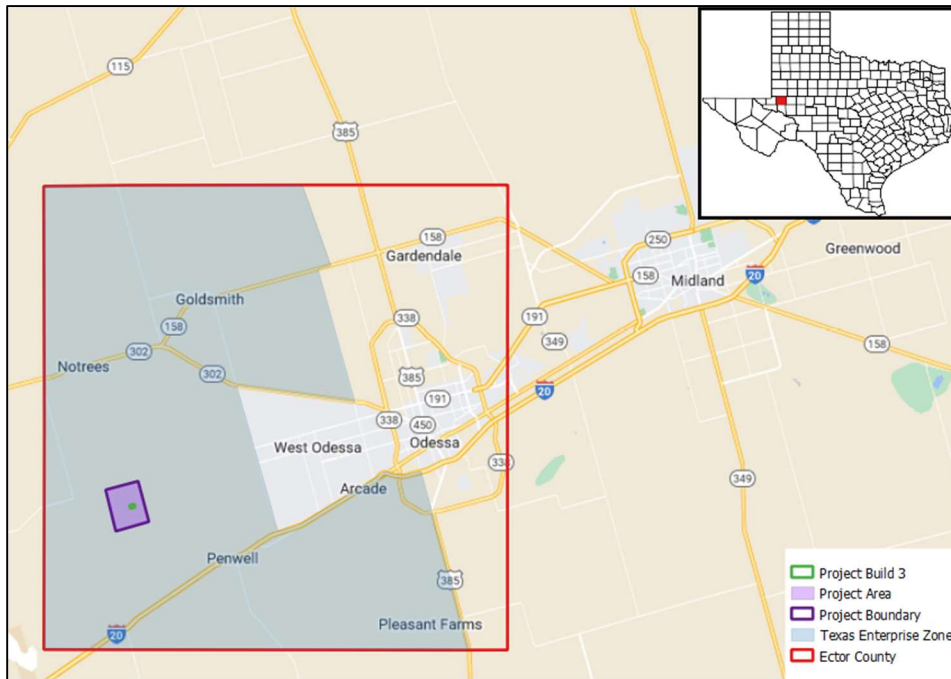 115
385
158
Gardendale
250
158
Midland
Greenwood
20
20
Goldsmith
158
338
191
349
302
302
Notrees
385
191
158
20
338
450
West Odessa
Odessa
338
349
Arcade
Penwell
385
20
Pleasant Farms
Project Build 3
Project Area
Project Boundary
Texas Enterprise Zone
Ector County